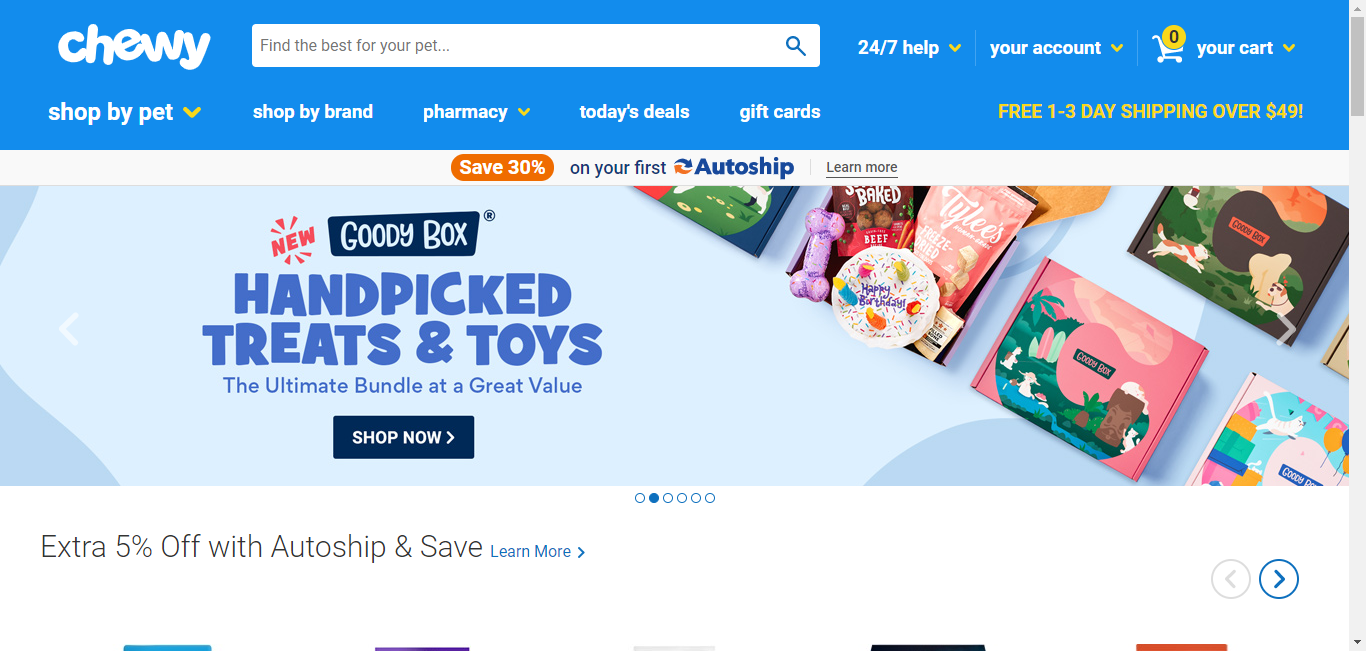 chewy
Find the best for your pet...
24/7 help
your account
0
your cart
shop by pet
shop by brand
pharmacy
today's deals
gift cards
FREE 1-3 DAY SHIPPING OVER $49!
Save 30% on your first Autoship
Learn more
NEW GOODY BOX®
HANDPICKED
TREATS & TOYS
The Ultimate Bundle at a Great Value
SHOP NOW
BAKED
BEEF
Tylee's
FREEZE-
DRIED
Happy
Birthday!
GOODY BOX
GOODY BOX
GOODY BOX
Extra 5% Off with Autoship & Save Learn More